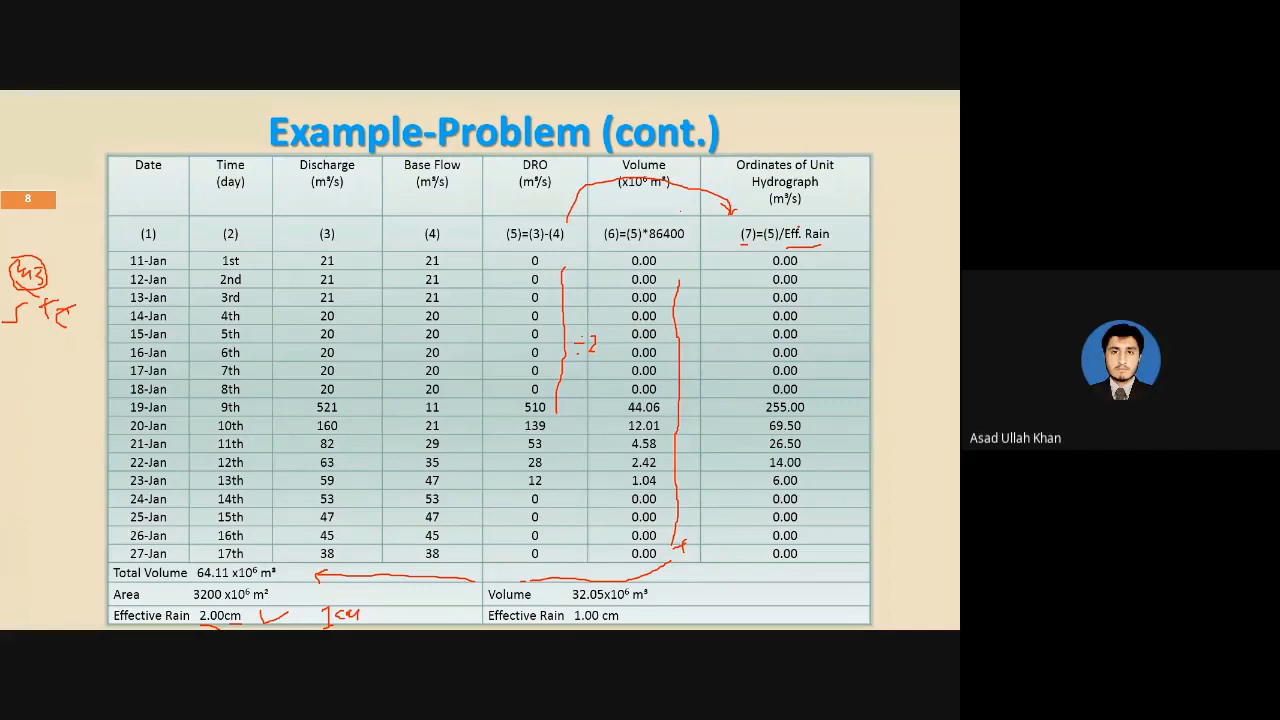 Example-Problem (cont.)
8
Date Time (day) Discharge (m³/s) Base Flow (m³/s) DRO (m³/s) Volume (x10⁶ m³) Ordinates of Unit Hydrograph (m³/s)
(1) (2) (3) (4) (5)=(3)-(4) (6)=(5)*86400 (7)=(5)/Eff. Rain
11-Jan 1st 21 21 0 0.00 0.00
12-Jan 2nd 21 21 0 0.00 0.00
13-Jan 3rd 21 21 0 0.00 0.00
14-Jan 4th 20 20 0 0.00 0.00
15-Jan 5th 20 20 0 0.00 0.00
16-Jan 6th 20 20 0 0.00 0.00
17-Jan 7th 20 20 0 0.00 0.00
18-Jan 8th 20 20 0 0.00 0.00
19-Jan 9th 521 11 510 44.06 255.00
20-Jan 10th 160 21 139 12.01 69.50
21-Jan 11th 82 29 53 4.58 26.50
22-Jan 12th 63 35 28 2.42 14.00
23-Jan 13th 59 47 12 1.04 6.00
24-Jan 14th 53 53 0 0.00 0.00
25-Jan 15th 47 47 0 0.00 0.00
26-Jan 16th 45 45 0 0.00 0.00
27-Jan 17th 38 38 0 0.00 0.00
Total Volume 64.11 x10⁶ m³
Area 3200 x10⁶ m² Volume 32.05x10⁶ m³
Effective Rain 2.00cm 1cm Effective Rain 1.00 cm
÷2
Asad Ullah Khan